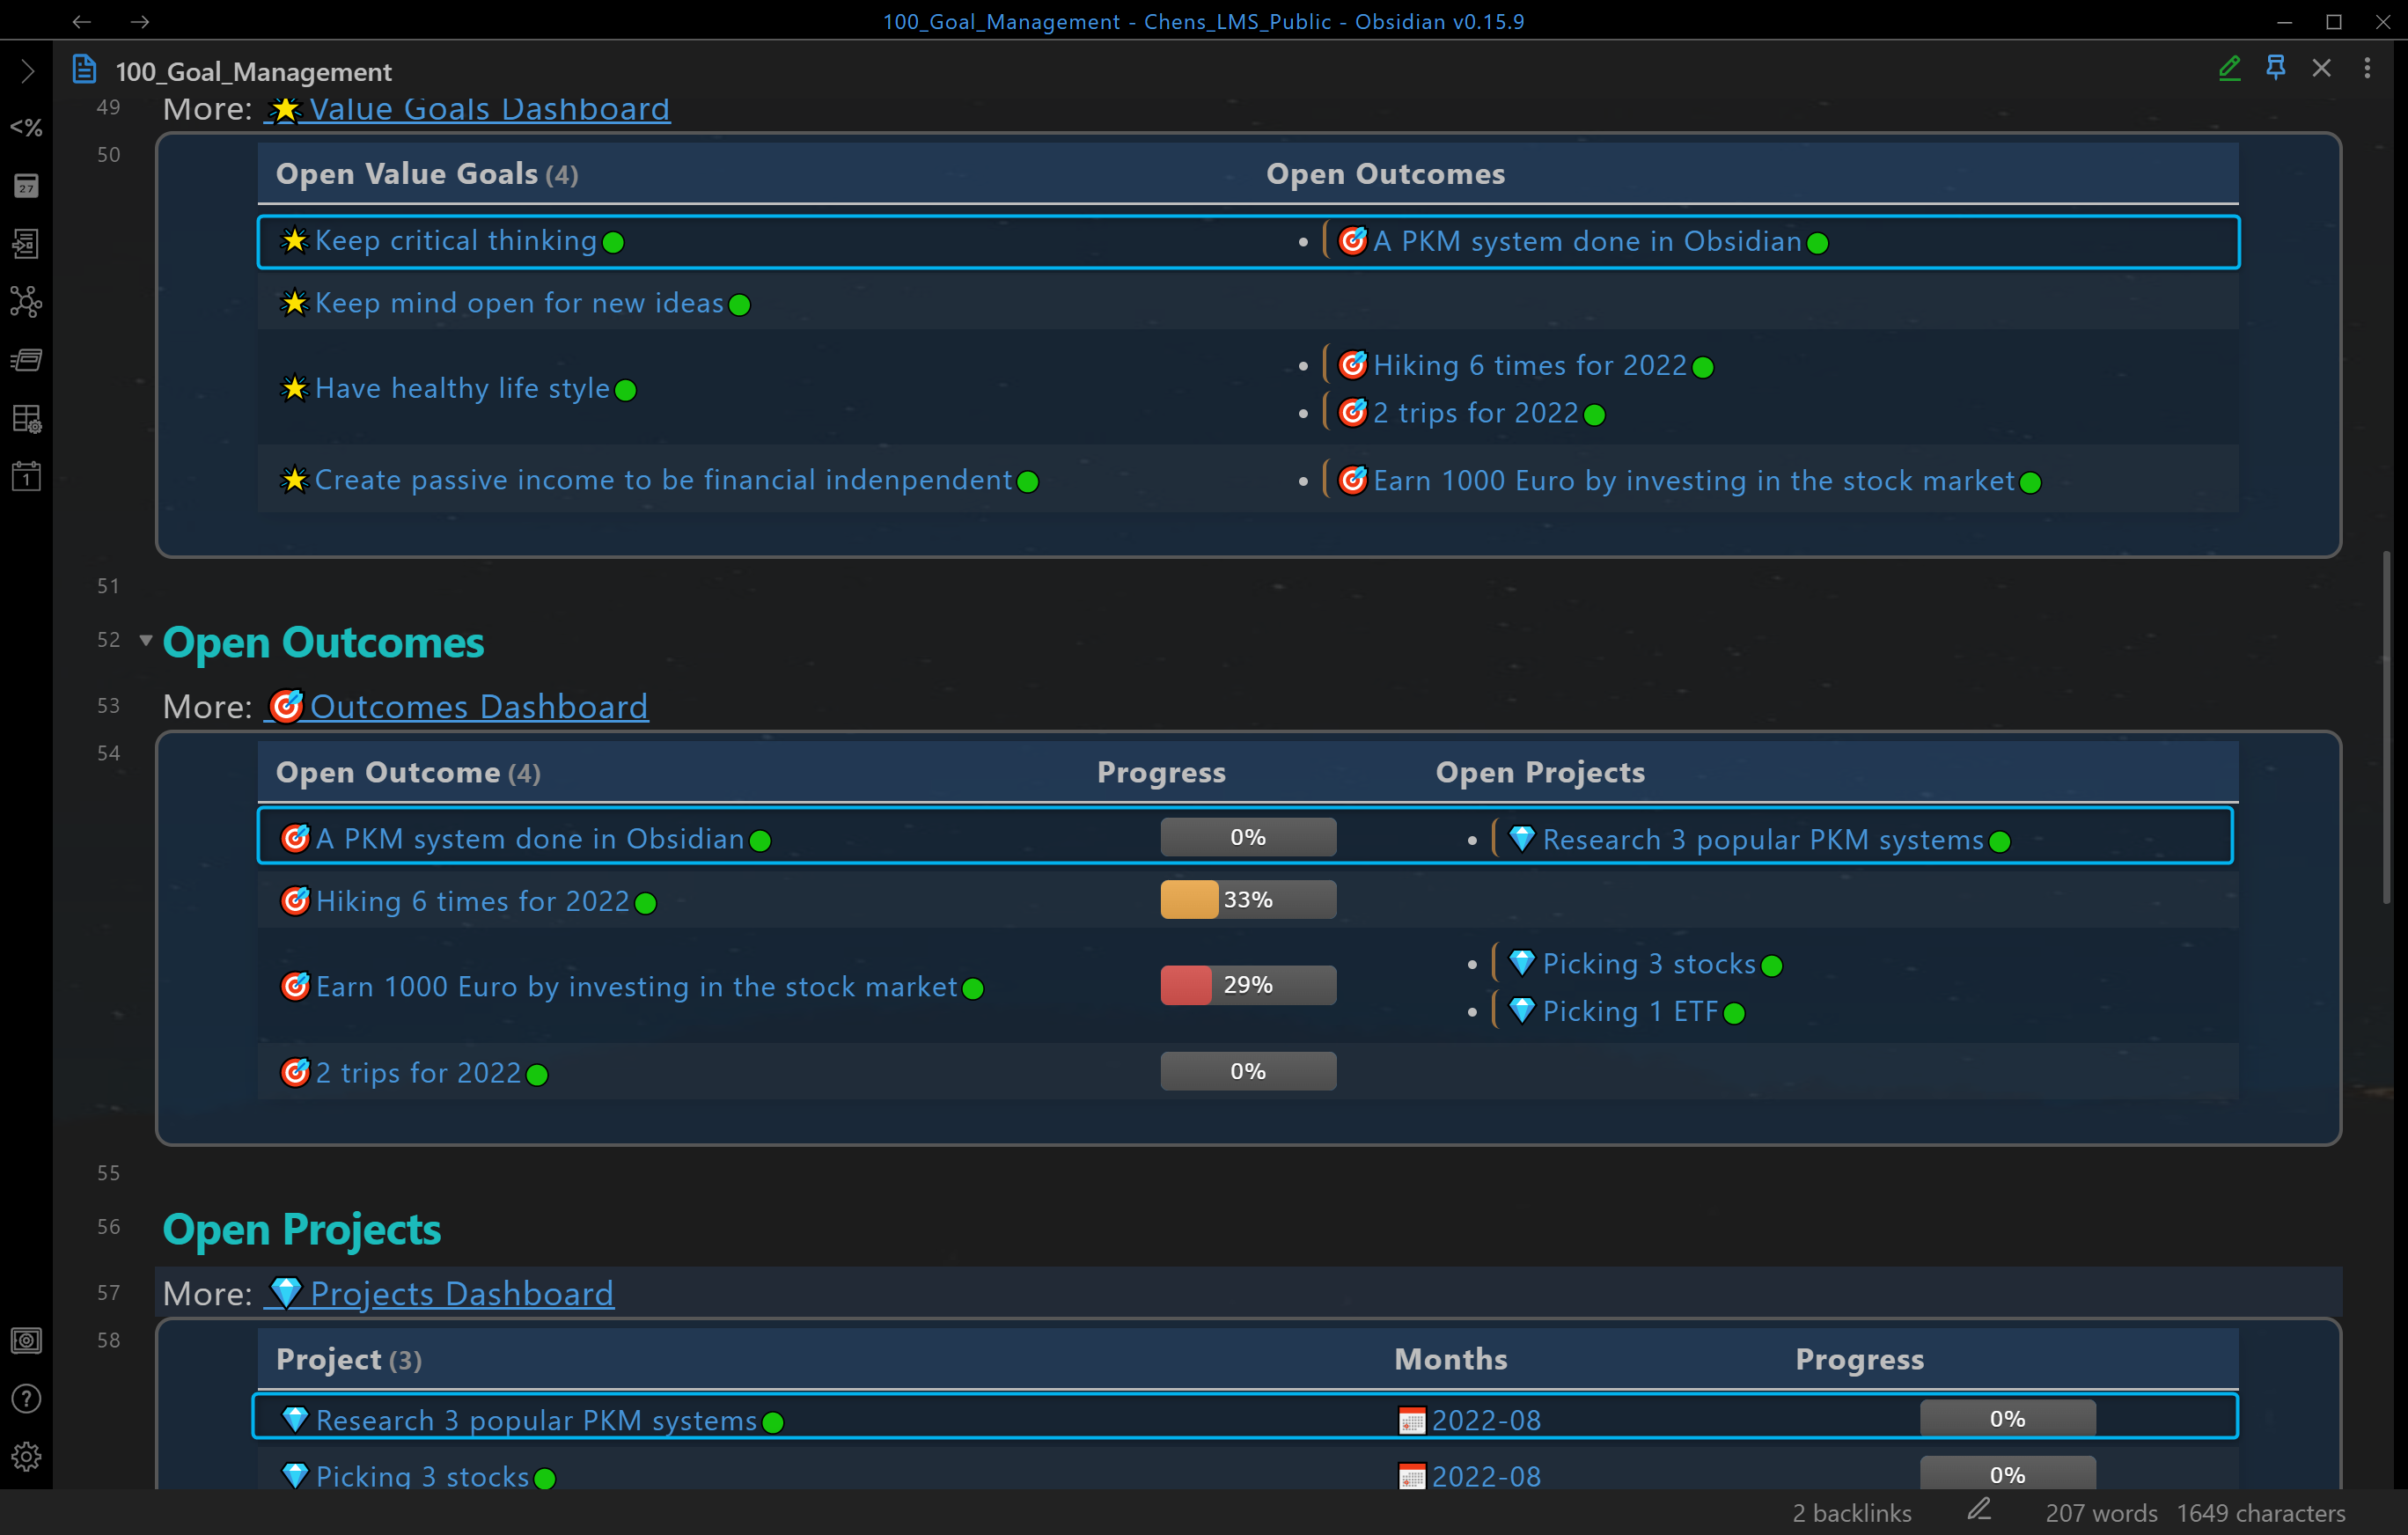 100_Goal_Management - Chens_LMS_Public - Obsidian v0.15.9
100_Goal_Management
49 More: Value Goals Dashboard
<%
27
1
50
Open Value Goals (4) Open Outcomes
Keep critical thinking A PKM system done in Obsidian
Keep mind open for new ideas
Have healthy life style
Hiking 6 times for 2022
2 trips for 2022
Create passive income to be financial indenpendent Earn 1000 Euro by investing in the stock market
51
52 Open Outcomes
53 More: Outcomes Dashboard
54
Open Outcome (4) Progress Open Projects
A PKM system done in Obsidian 0% Research 3 popular PKM systems
Hiking 6 times for 2022 33%
Earn 1000 Euro by investing in the stock market 29%
Picking 3 stocks
Picking 1 ETF
2 trips for 2022 0%
55
56 Open Projects
57 More: Projects Dashboard
58
Project (3) Months Progress
Research 3 popular PKM systems 2022-08 0%
Picking 3 stocks 2022-08 0%
2 backlinks 207 words 1649 characters